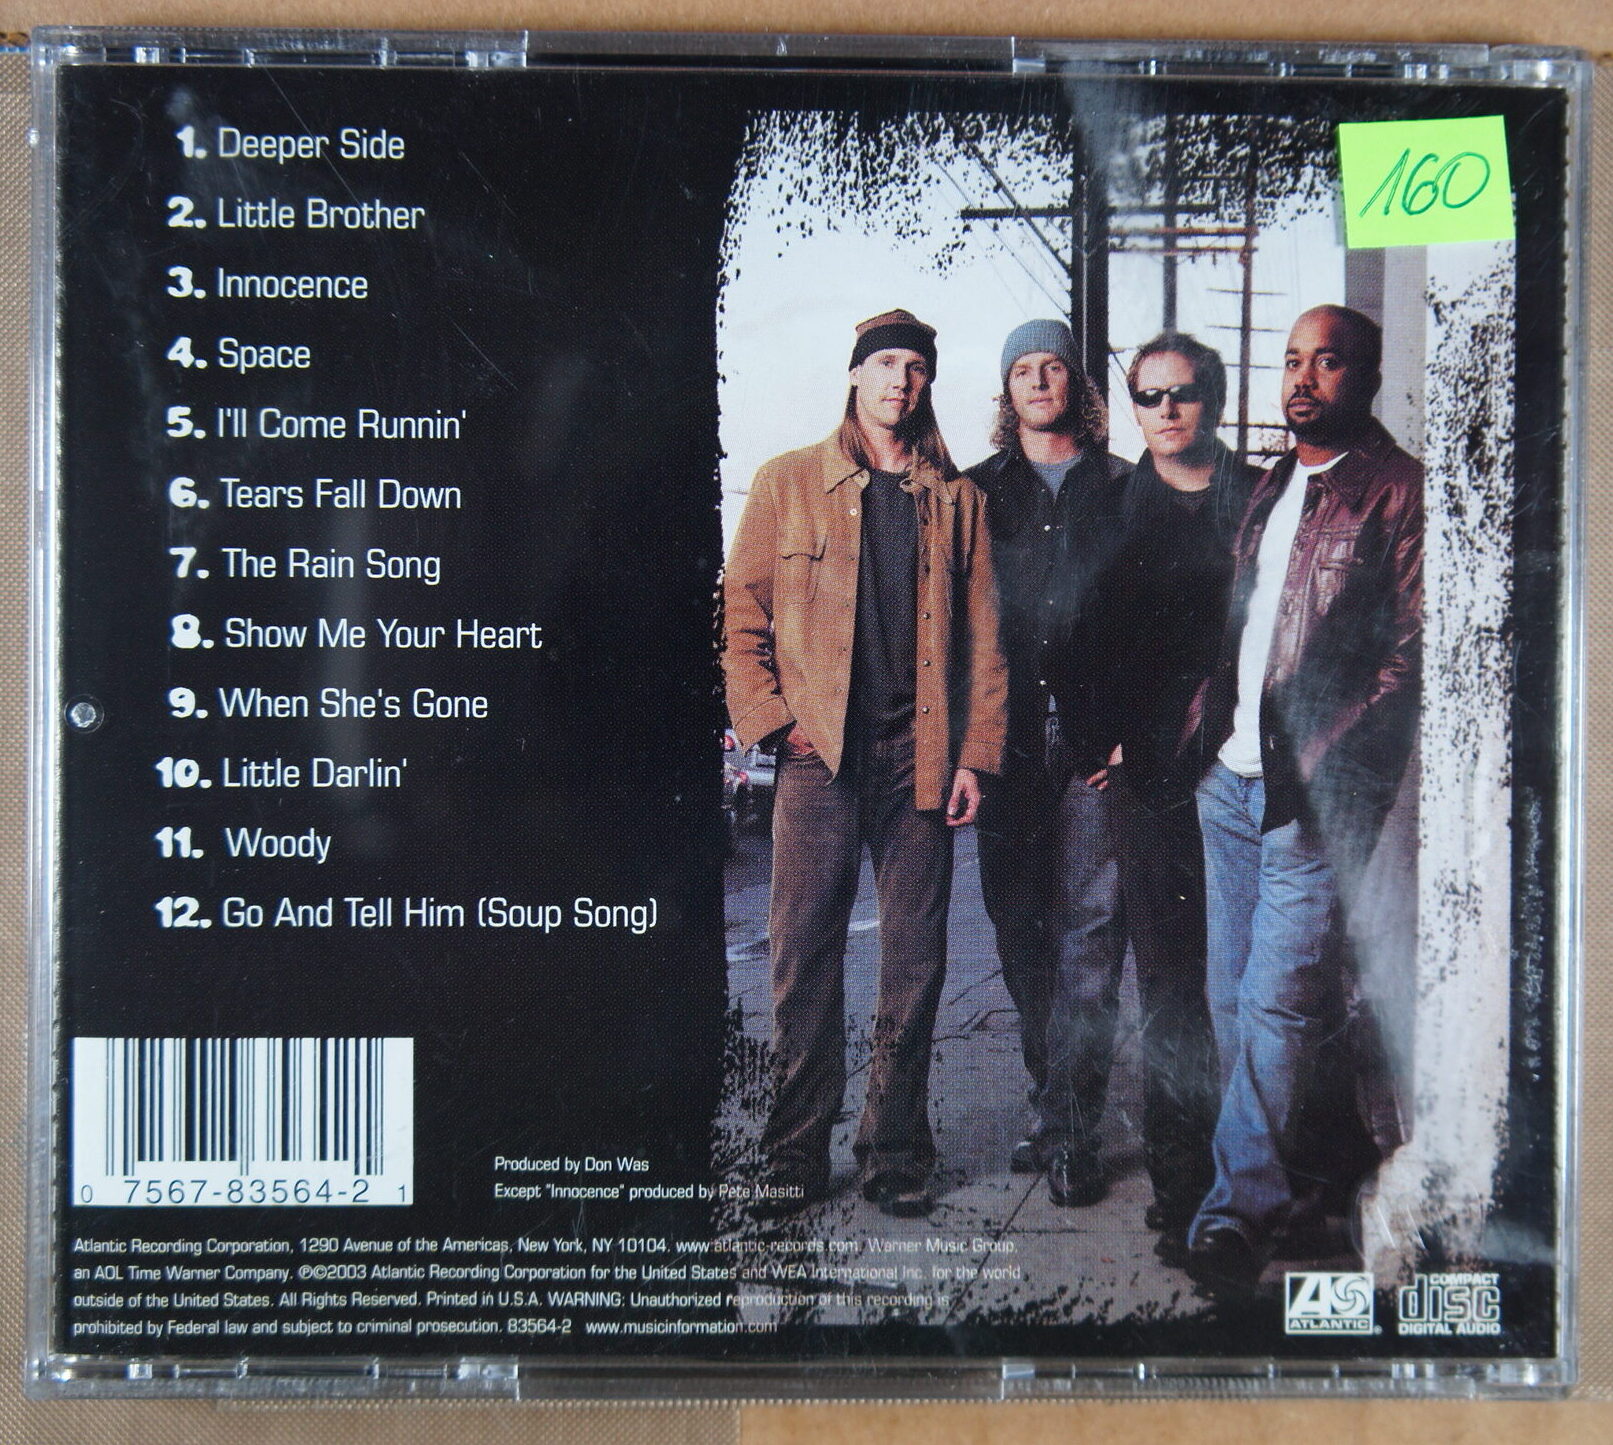 1. Deeper Side
2. Little Brother
3. Innocence
4. Space
5. I'll Come Runnin'
6. Tears Fall Down
7. The Rain Song
8. Show Me Your Heart
9. When She's Gone
10. Little Darlin'
11. Woody
12. Go And Tell Him (Soup Song)
160
0 7567-83564-2 1
Produced by Don Was
Except "Innocence" produced by Pete Masitti
Atlantic Recording Corporation, 1290 Avenue of the Americas, New York, NY 10104. www.atlantic-records.com. Warner Music Group,
an AOL Time Warner Company. ℗©2003 Atlantic Recording Corporation for the United States and WEA International Inc. for the world
outside of the United States. All Rights Reserved. Printed in U.S.A. WARNING: Unauthorized reproduction of this recording is
prohibited by Federal law and subject to criminal prosecution. 83564-2 www.musicinformation.com
ATLANTIC®
COMPACT
disc
DIGITAL AUDIO